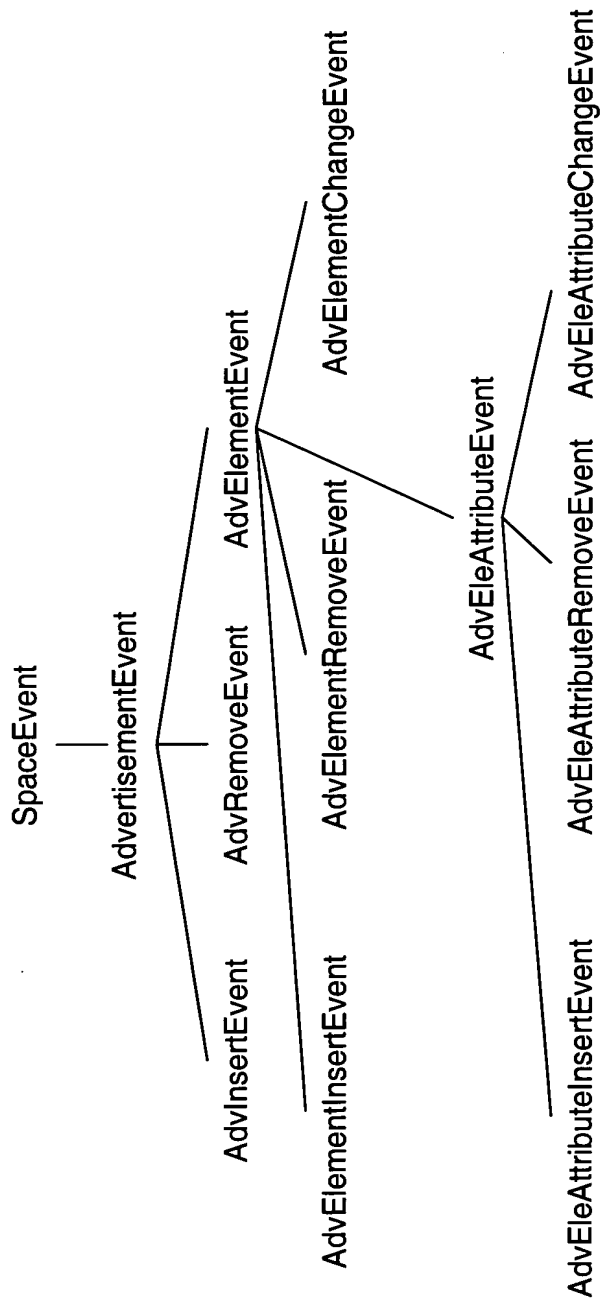 SpaceEvent
AdvertisementEvent
AdvInsertEvent
AdvRemoveEvent
AdvElementEvent
AdvElementInsertEvent
AdvElementRemoveEvent
AdvElementChangeEvent
AdvEleAttributeEvent
AdvEleAttributeInsertEvent
AdvEleAttributeRemoveEvent
AdvEleAttributeChangeEvent